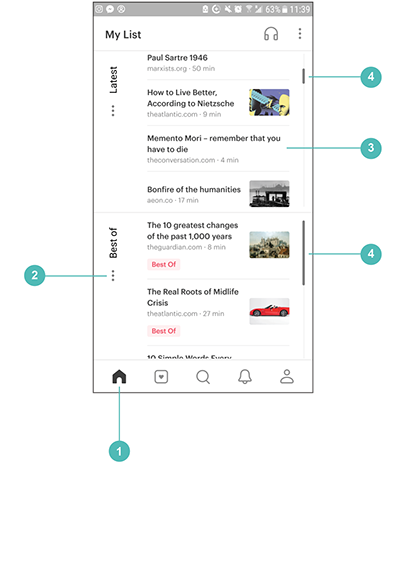 63% 11:39
My List
Latest
Paul Sartre 1946
marxists.org · 50 min
How to Live Better,
According to Nietzsche
theatlantic.com · 9 min
Memento Mori – remember that you
have to die
theconversation.com · 4 min
Bonfire of the humanities
aeon.co · 17 min
Best of
The 10 greatest changes
of the past 1,000 years
theguardian.com · 8 min
Best Of
The Real Roots of Midlife
Crisis
theatlantic.com · 27 min
Best Of
10 Simple Words Every
4
3
4
2
1